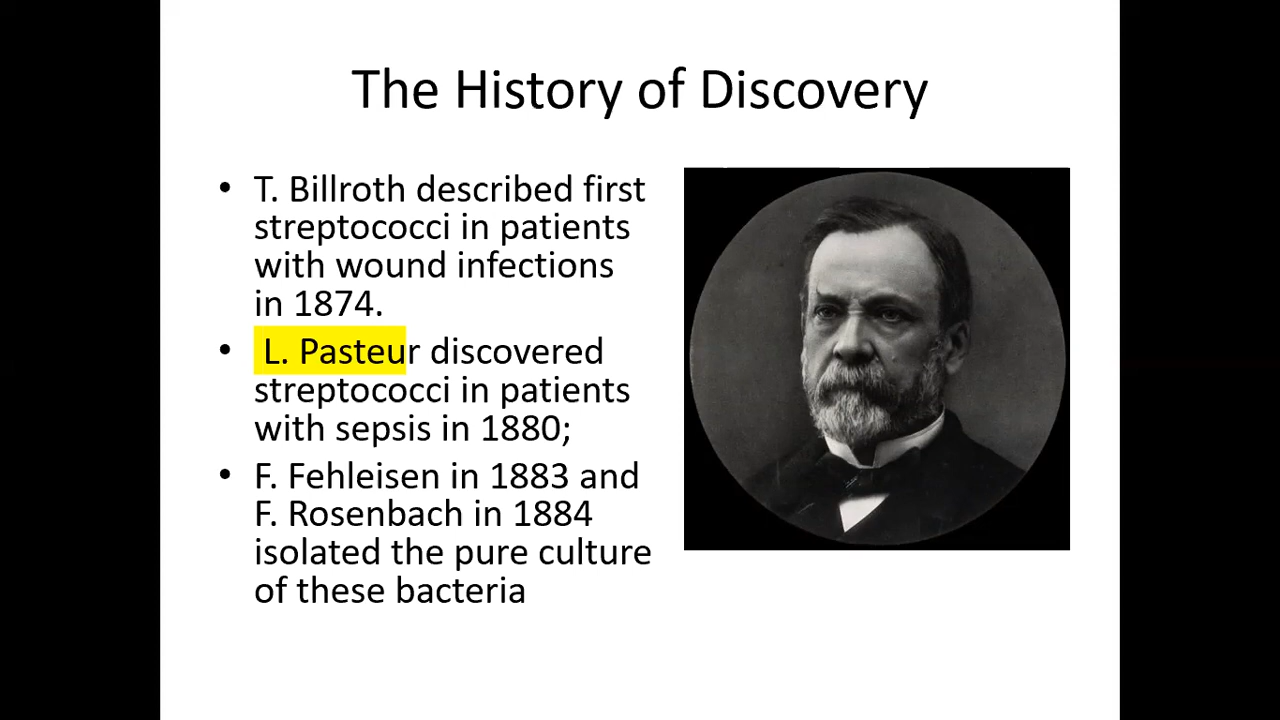 The History of Discovery
• T. Billroth described first
streptococci in patients
with wound infections
in 1874.
• L. Pasteur discovered
streptococci in patients
with sepsis in 1880;
• F. Fehleisen in 1883 and
F. Rosenbach in 1884
isolated the pure culture
of these bacteria